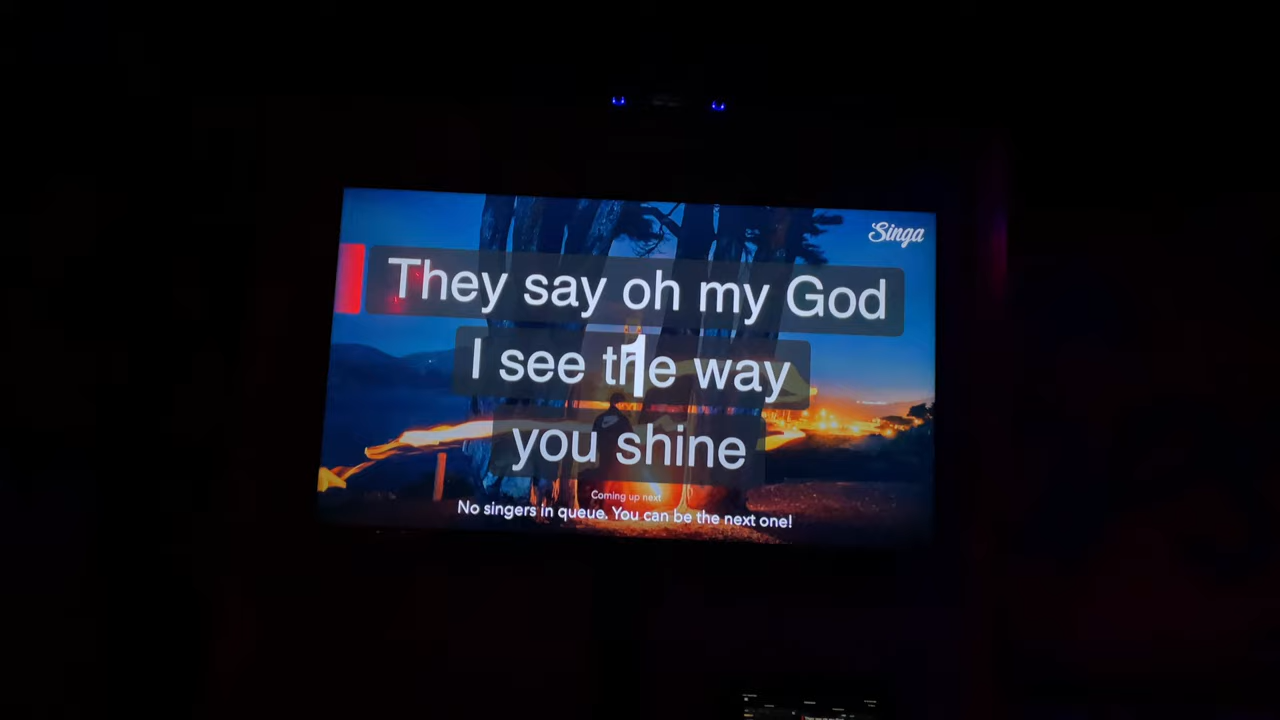 Singa
They say oh my God
I see the way
1
you shine
Coming up next
No singers in queue. You can be the next one!